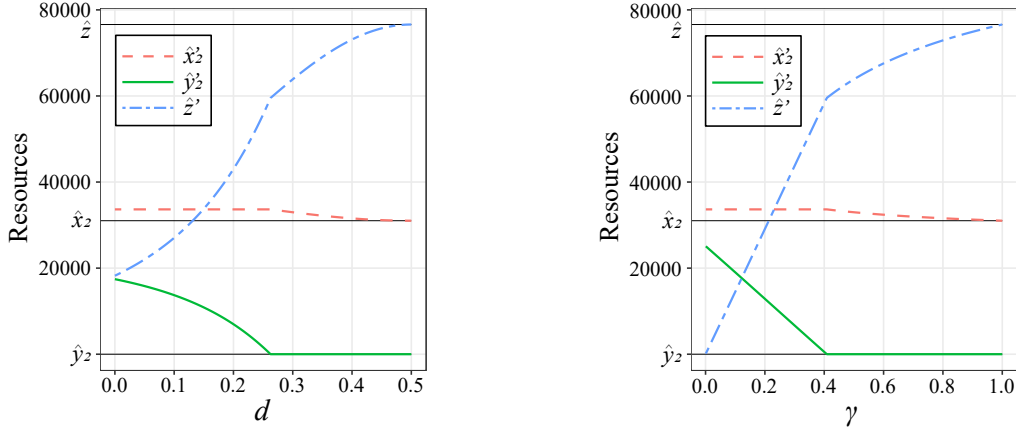 Resources
80000
ẑ
60000
40000
x̂₂
20000
ŷ₂
x̂'₂
ŷ'₂
ẑ'
0.0 0.1 0.2 0.3 0.4 0.5
d
Resources
80000
ẑ
60000
40000
x̂₂
20000
ŷ₂
x̂'₂
ŷ'₂
ẑ'
0.0 0.2 0.4 0.6 0.8 1.0
γ